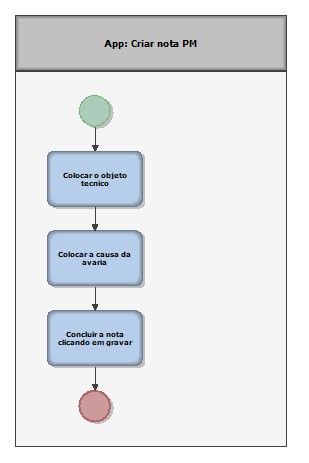 App: Criar nota PM
Colocar o objeto
tecnico
Colocar a causa da
avaria
Concluir a nota
clicando em gravar